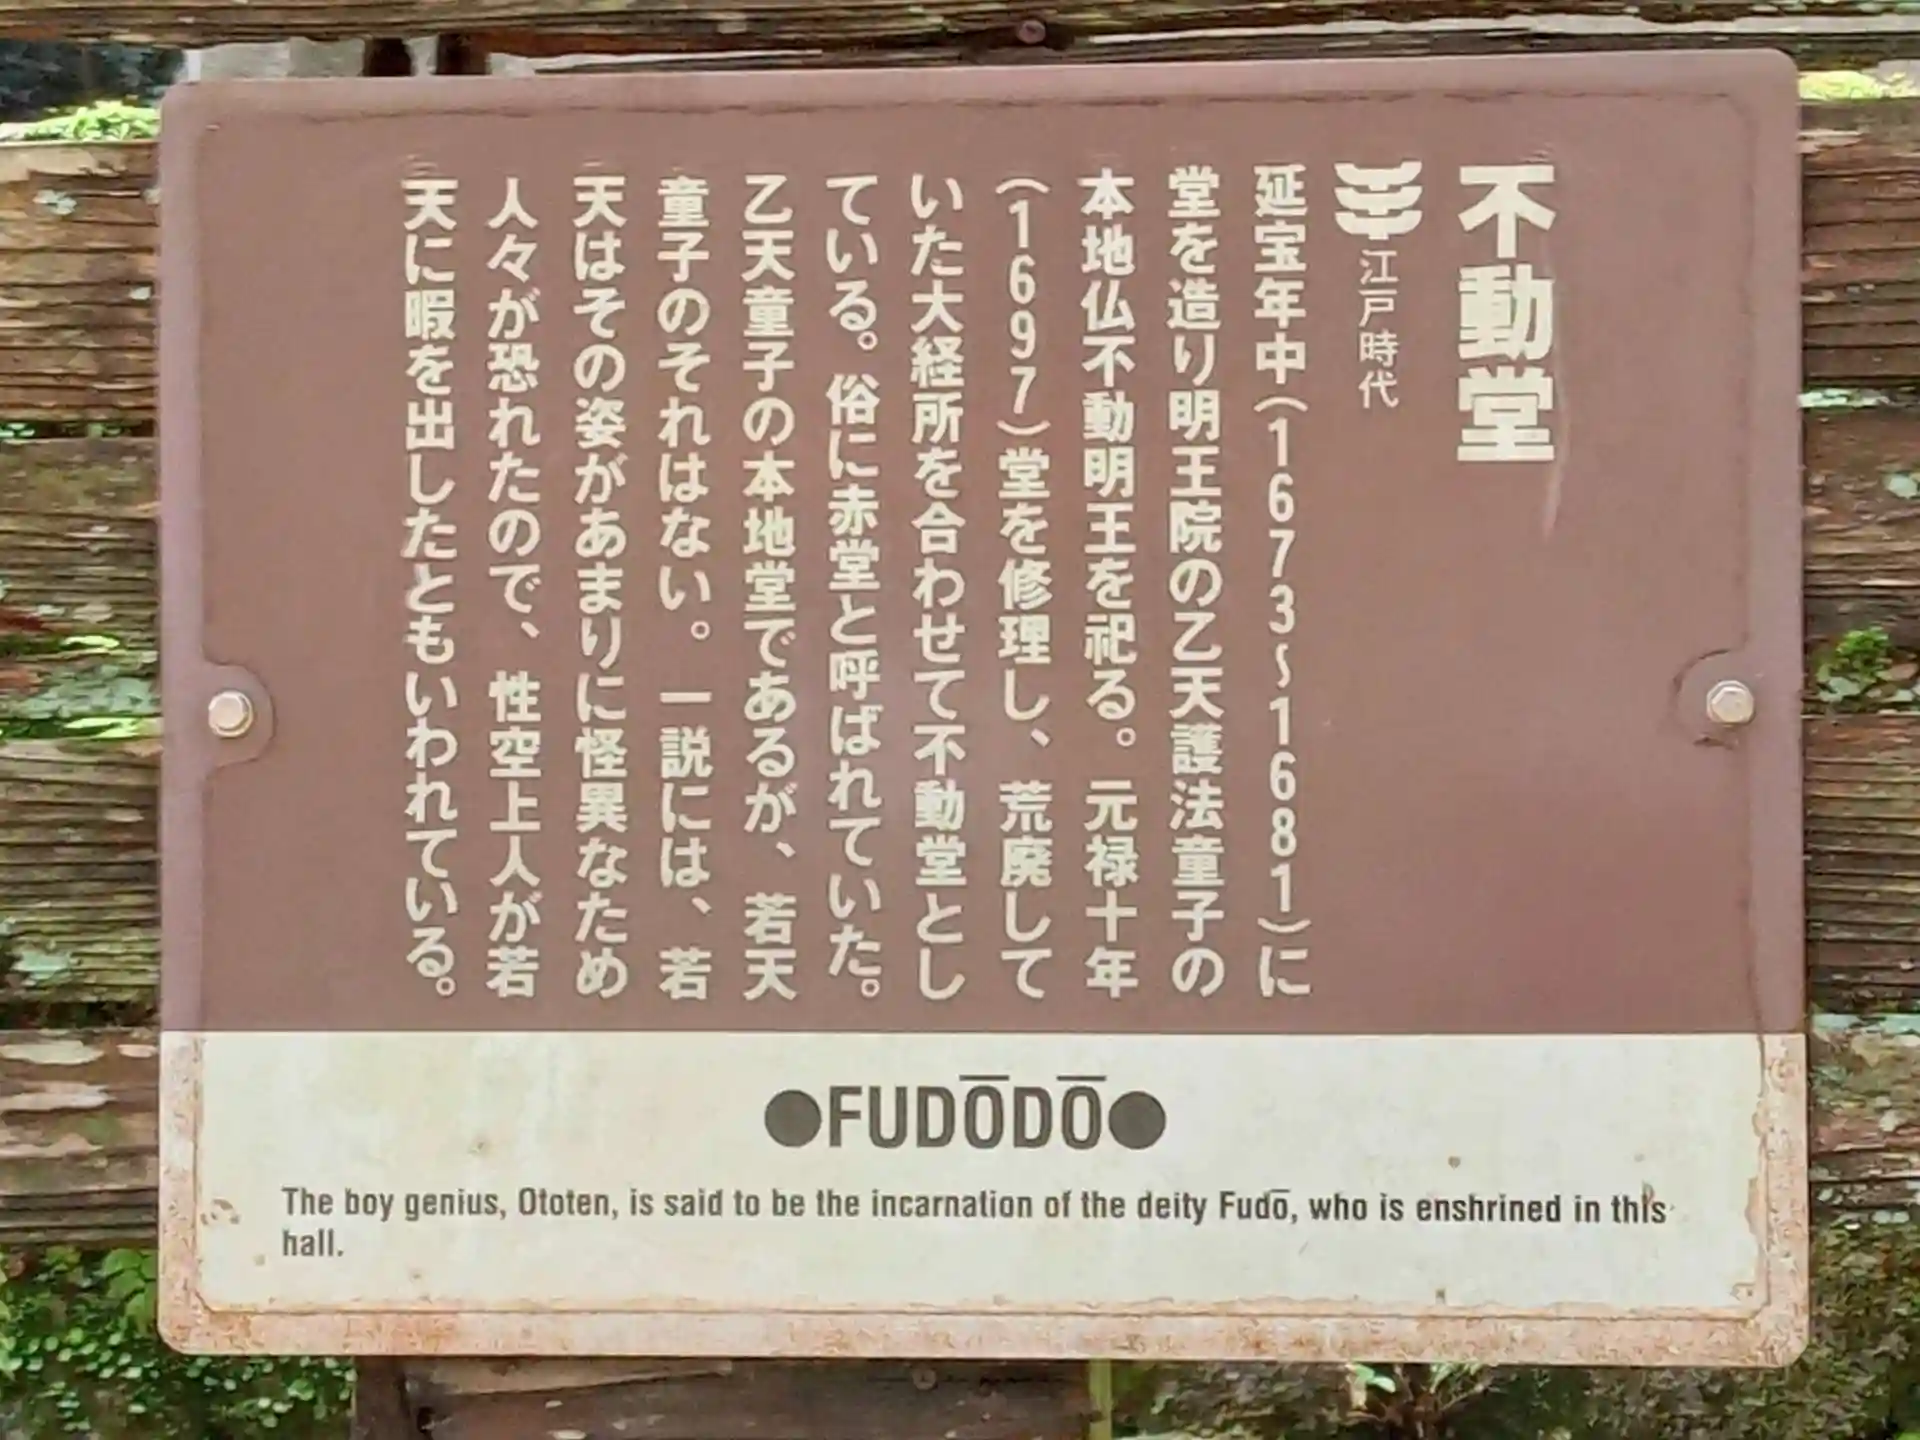 不動堂
江戸時代
延宝年中(1673~1681)に
堂を造り明王院の乙天護法童子の
本地仏不動明王を祀る。元禄十年
(1697)堂を修理し、荒廃して
いた大経所を合わせて不動堂とし
ている。俗に赤堂と呼ばれていた。
乙天童子の本地堂であるが、若天
童子のそれはない。一説には、若
天はその姿があまりに怪異なため
人々が恐れたので、性空上人が若
天に暇を出したともいわれている。
●FUDŌDŌ●
The boy genius, Ototen, is said to be the incarnation of the deity Fudō, who is enshrined in this
hall.